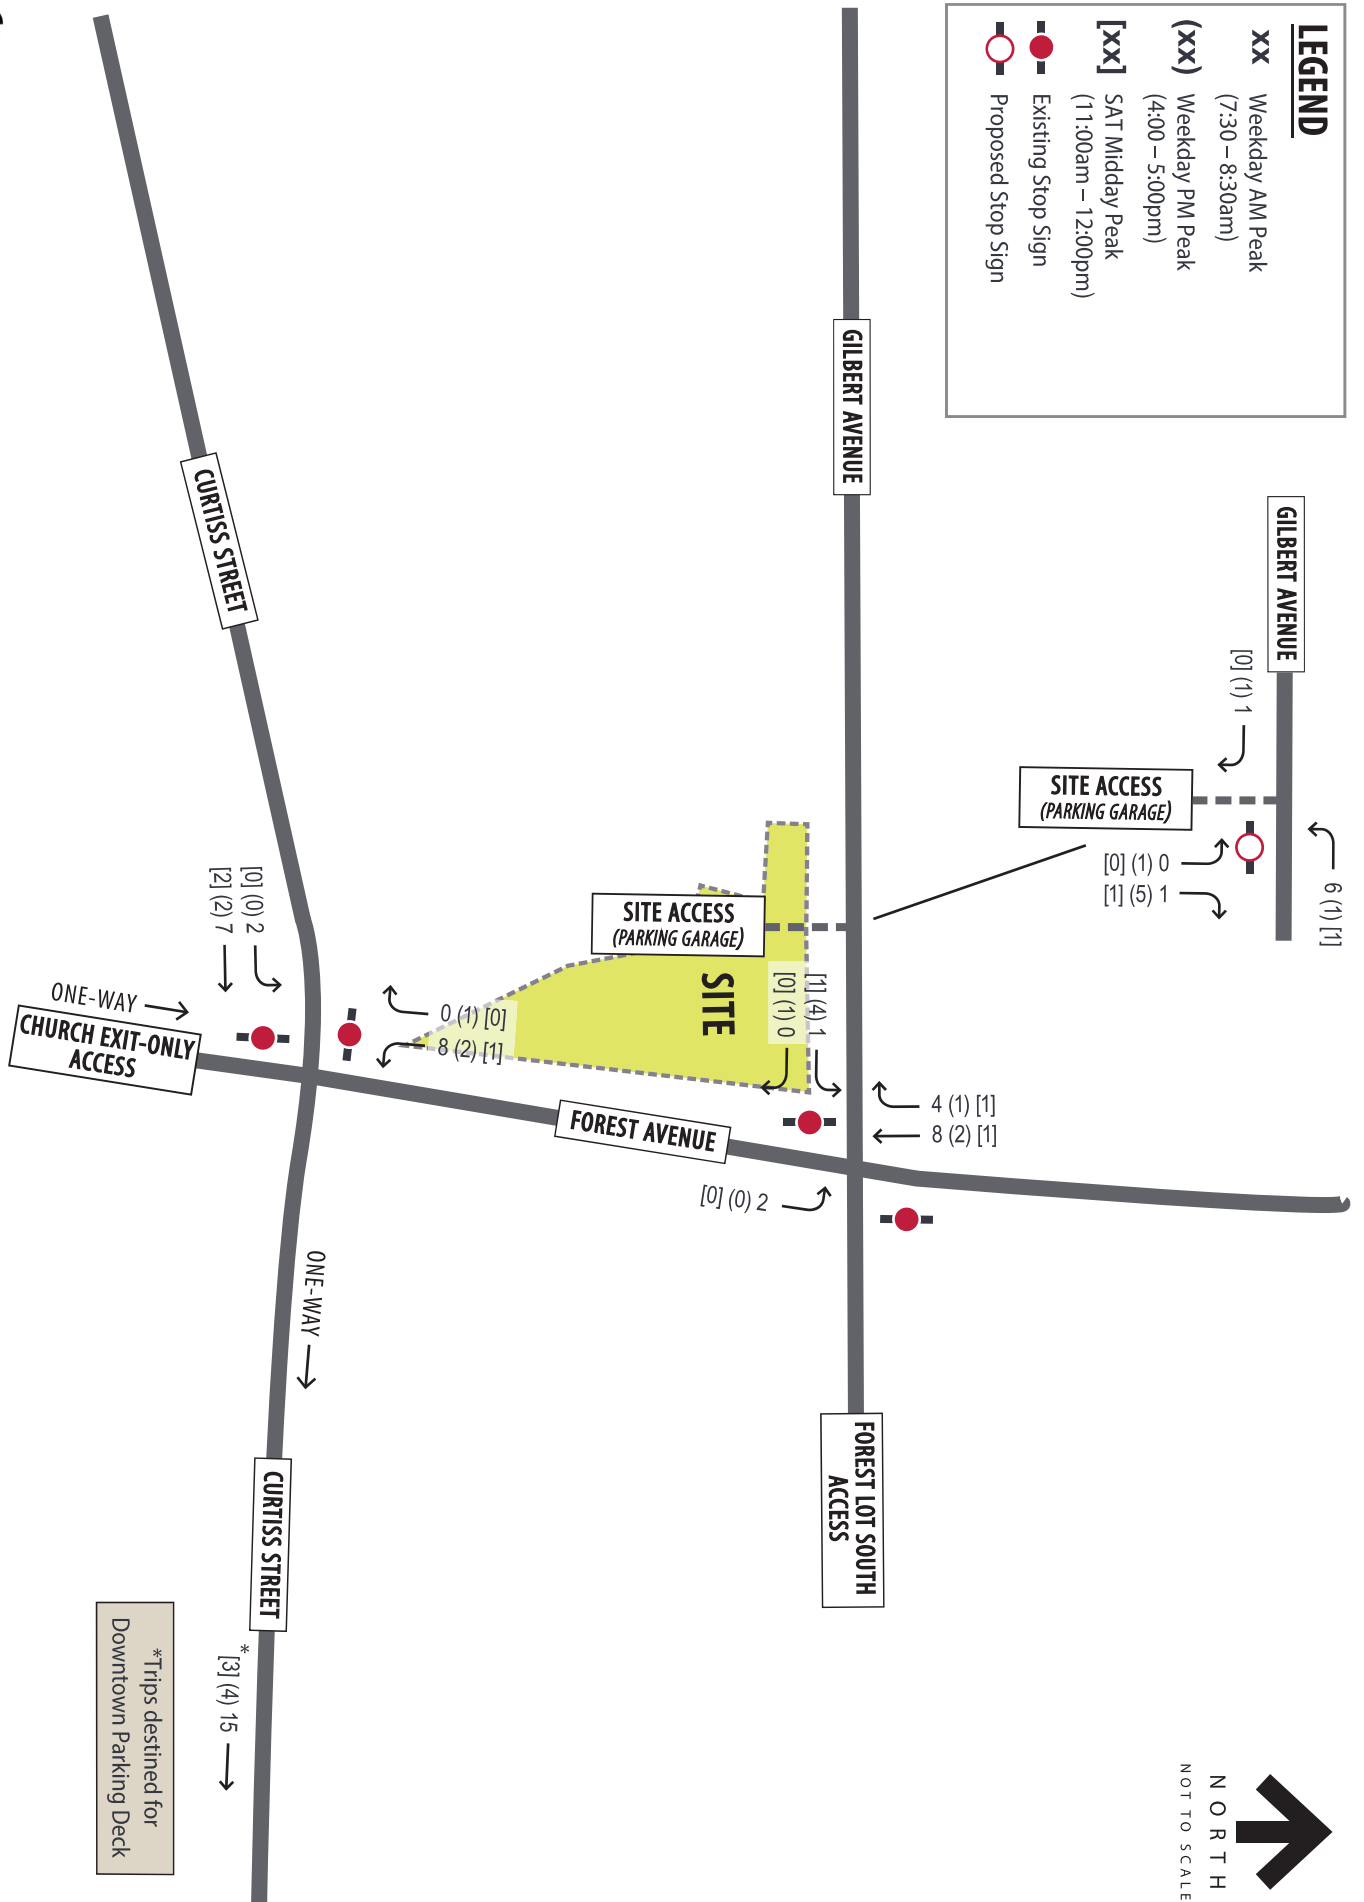 LEGEND
XX
Weekday AM Peak
(7:30 – 8:30am)
(XX)
Weekday PM Peak
(4:00 – 5:00pm)
[XX]
SAT Midday Peak
(11:00am – 12:00pm)
Existing Stop Sign
Proposed Stop Sign
GILBERT AVENUE
[0] (1) 1
SITE ACCESS
(PARKING GARAGE)
[0] (1) 0
[1] (5) 1
6 (1) [1]
GILBERT AVENUE
CURTISS STREET
SITE ACCESS
(PARKING GARAGE)
SITE
[1] (4) 1
[0] (1) 0
4 (1) [1]
8 (2) [1]
[0] (0) 2
[0] (0) 2
[2] (2) 7
0 (1) [0]
8 (2) [1]
ONE-WAY
CHURCH EXIT-ONLY
ACCESS
FOREST AVENUE
ONE-WAY
FOREST LOT SOUTH
ACCESS
CURTISS STREET
*
[3] (4) 15
*Trips destined for
Downtown Parking Deck
NORTH
NOT TO SCALE